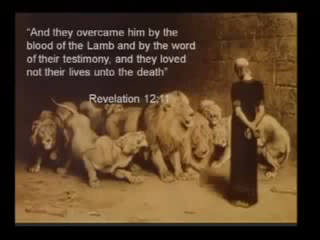 “And they overcame him by the
blood of the Lamb and by the word
of their testimony, and they loved
not their lives unto the death”
Revelation 12:11